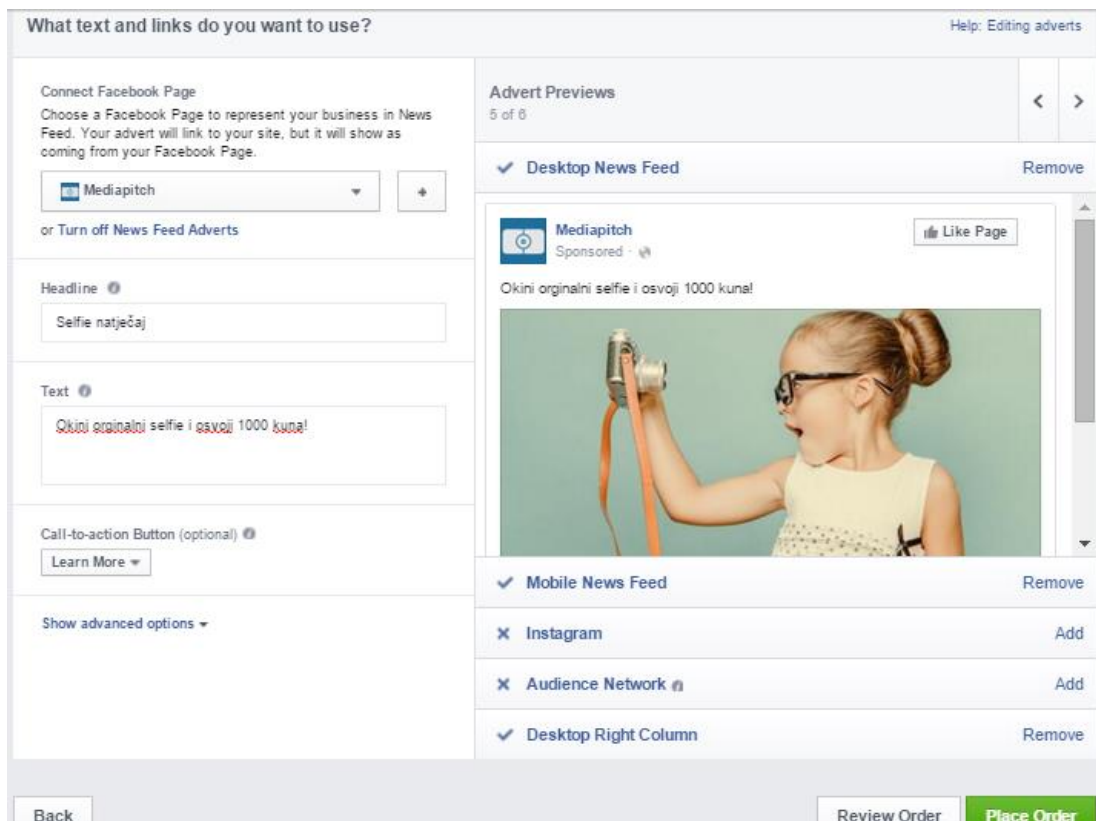 What text and links do you want to use?
Help: Editing adverts
Connect Facebook Page
Choose a Facebook Page to represent your business in News
Feed. Your advert will link to your site, but it will show as
coming from your Facebook Page.
Mediapitch
or Turn off News Feed Adverts
Headline
Selfie natječaj
Text
Okini orginalni selfie i osvoji 1000 kuna!
Call-to-action Button (optional)
Learn More
Show advanced options
Advert Previews
5 of 6
Desktop News Feed
Remove
Mediapitch
Sponsored ·
Like Page
Okini orginalni selfie i osvoji 1000 kuna!
Mobile News Feed
Remove
Instagram
Add
Audience Network
Add
Desktop Right Column
Remove
Back
Review Order
Place Order